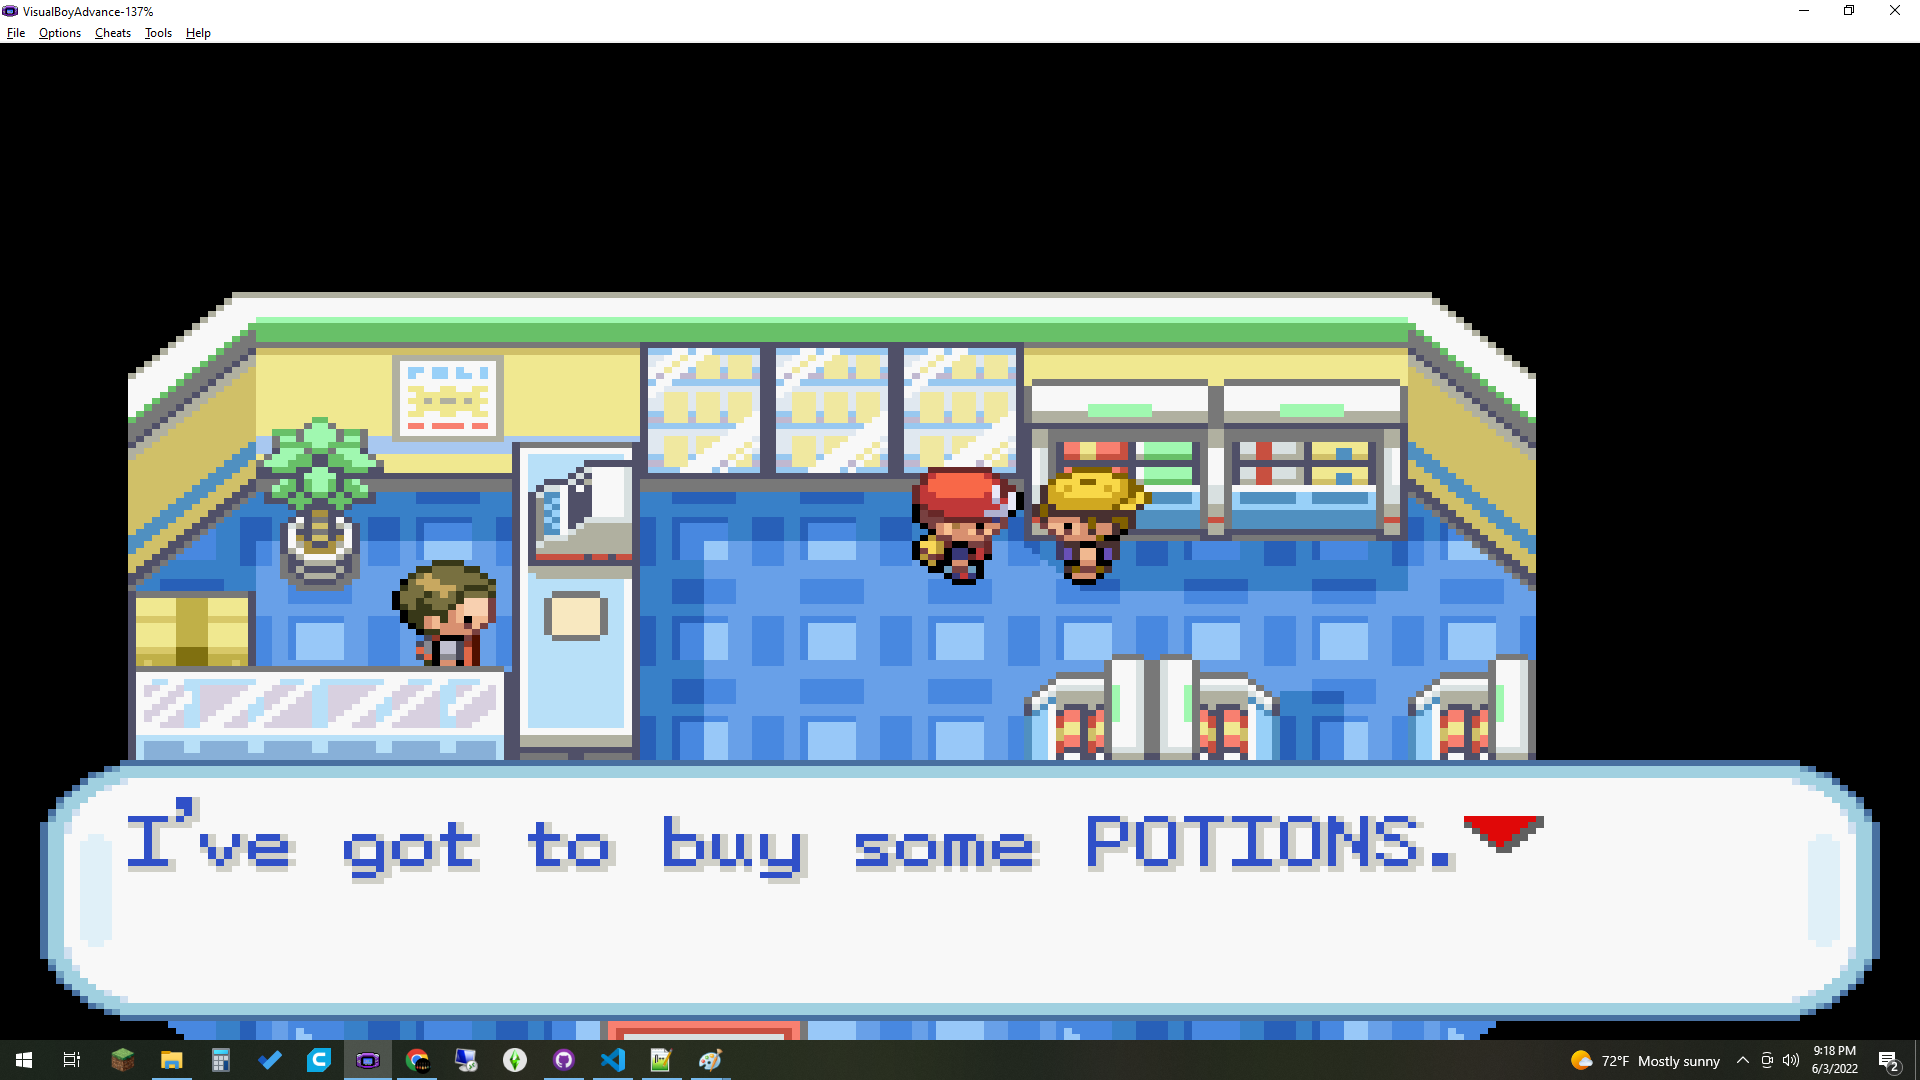 VisualBoyAdvance-137%
File Options Cheats Tools Help
I've got to buy some POTIONS.
72°F Mostly sunny
9:18 PM
6/3/2022
2